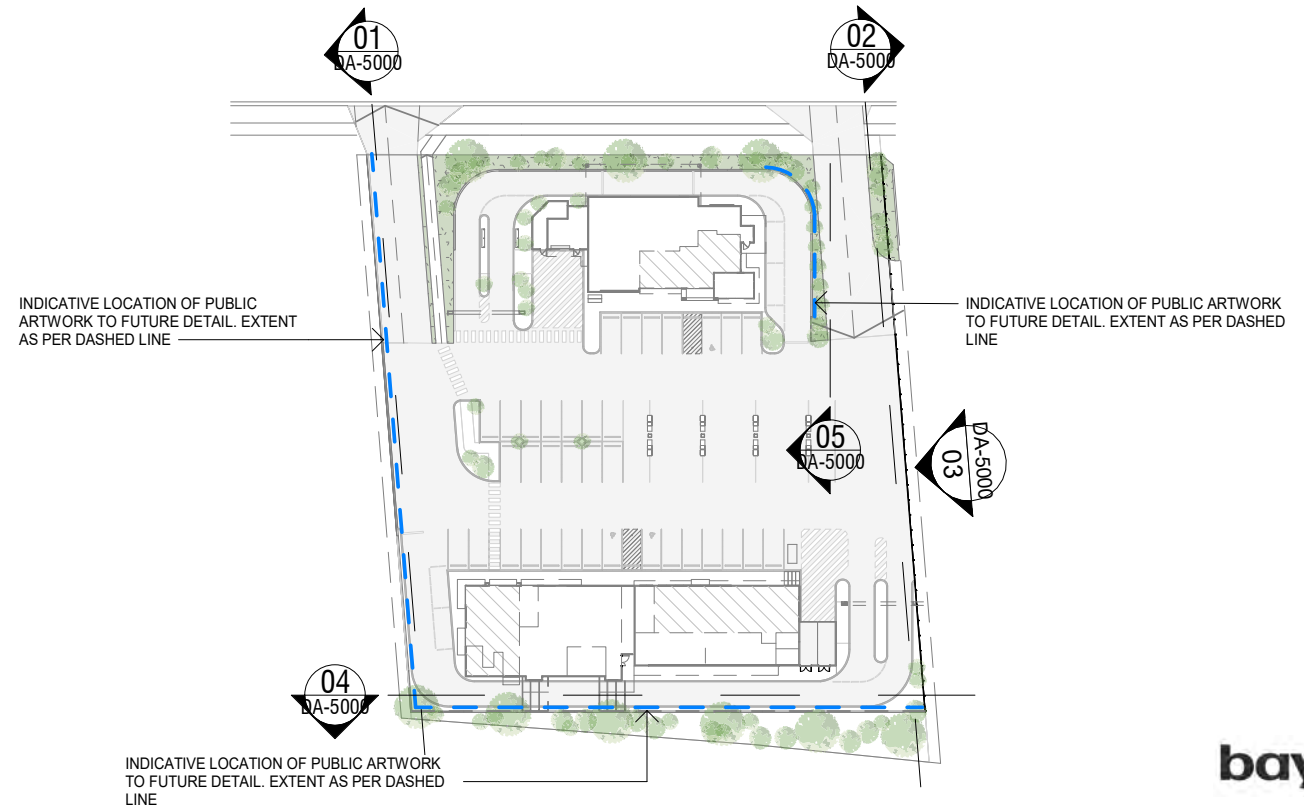 01
DA-5000
02
DA-5000
INDICATIVE LOCATION OF PUBLIC
ARTWORK TO FUTURE DETAIL. EXTENT
AS PER DASHED LINE
INDICATIVE LOCATION OF PUBLIC ARTWORK
TO FUTURE DETAIL. EXTENT AS PER DASHED
LINE
05
DA-5000
03
DA-5000
04
DA-5000
INDICATIVE LOCATION OF PUBLIC ARTWORK
TO FUTURE DETAIL. EXTENT AS PER DASHED
LINE